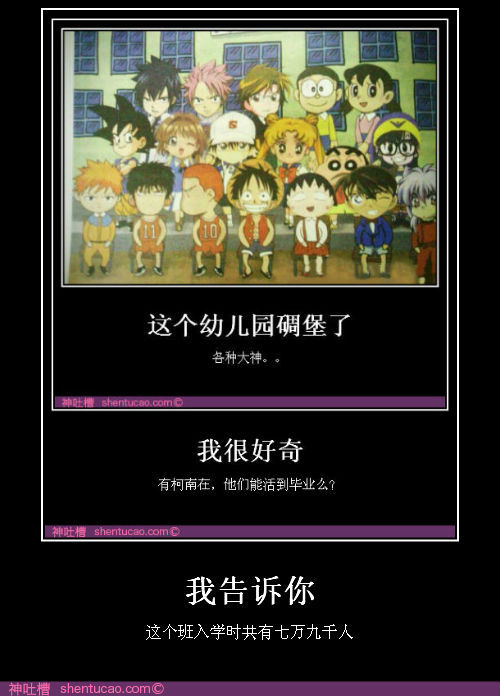 S
11
10
这个幼儿园碉堡了
各种大神。。
神吐槽 shentucao.com©
我很好奇
有柯南在，他们能活到毕业么？
神吐槽 shentucao.com©
我告诉你
这个班入学时共有七万九千人
神吐槽 shentucao.com©